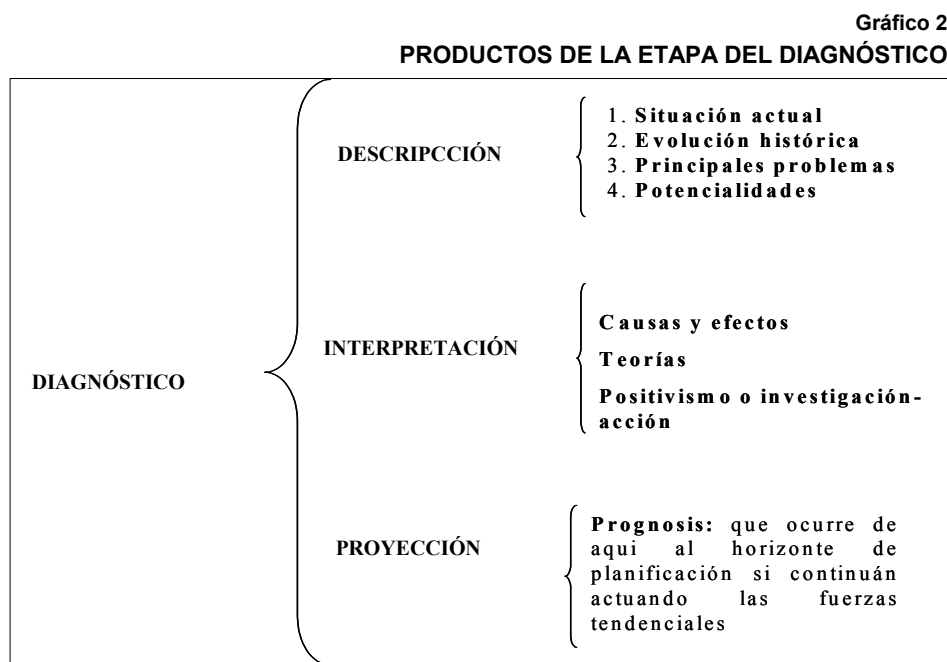 Gráfico 2
PRODUCTOS DE LA ETAPA DEL DIAGNÓSTICO
DIAGNÓSTICO
DESCRIPCCIÓN
1. Situación actual
2. Evolución histórica
3. Principales problemas
4. Potencialidades
INTERPRETACIÓN
Causas y efectos
Teorías
Positivismo o investigación-
acción
PROYECCIÓN
Prognosis: que ocurre de
aqui al horizonte de
planificación si continuán
actuando las fuerzas
tendenciales